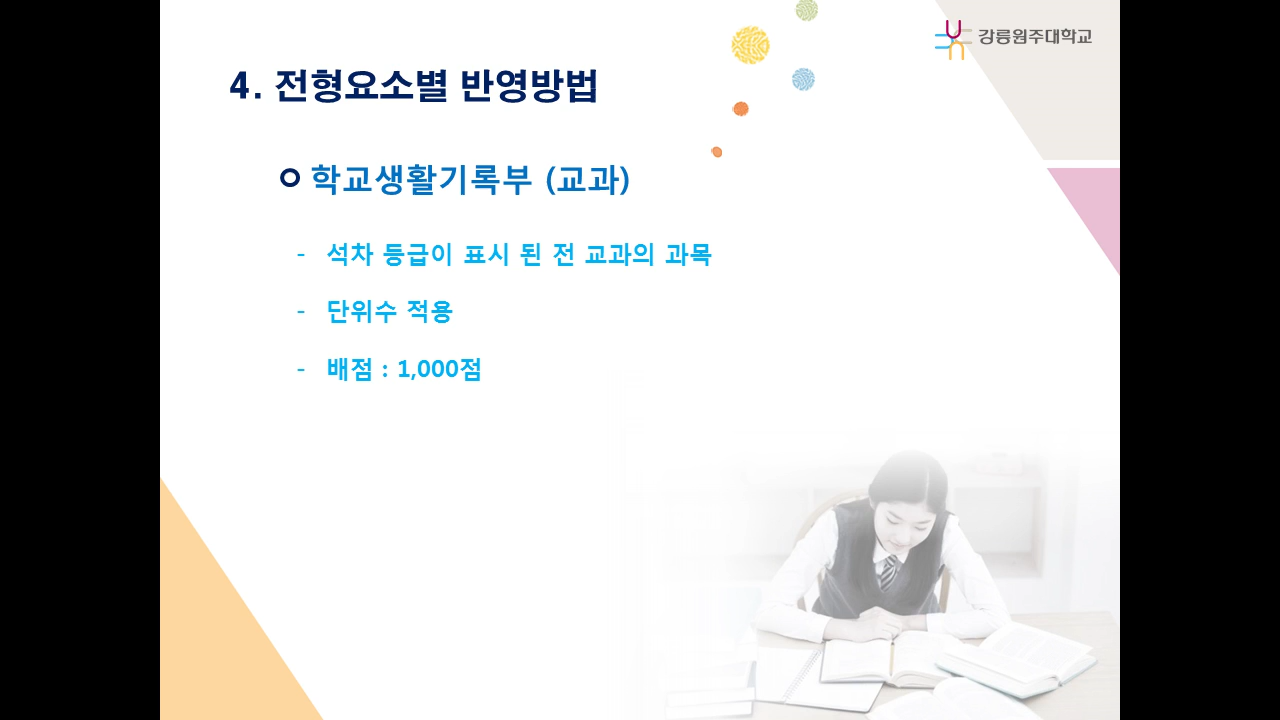 강릉원주대학교
4. 전형요소별 반영방법
ㅇ 학교생활기록부 (교과)
- 석차 등급이 표시 된 전 교과의 과목
- 단위수 적용
- 배점 : 1,000점